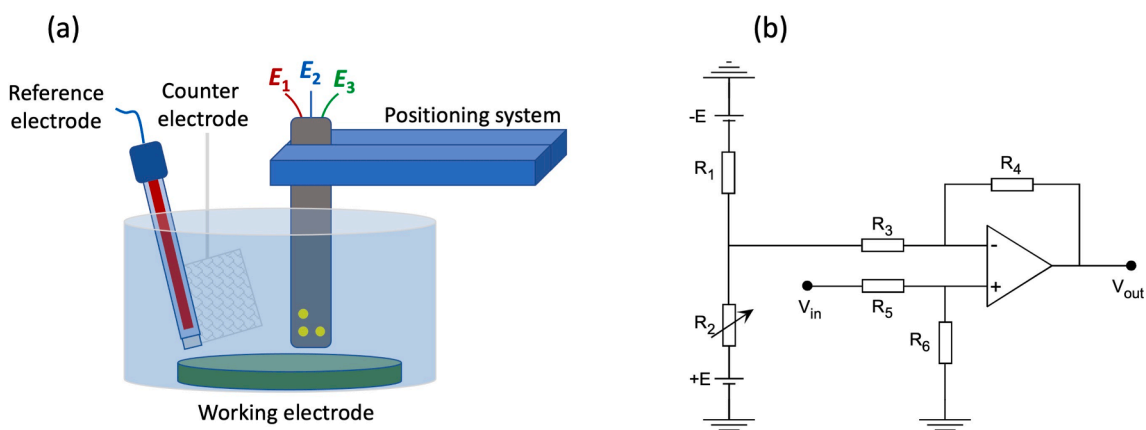 (a)
Reference
electrode
Counter
electrode
E1
E2
E3
Positioning system
Working electrode
(b)
-E
R1
R2
+E
R3
R4
R5
R6
Vin
-
+
Vout